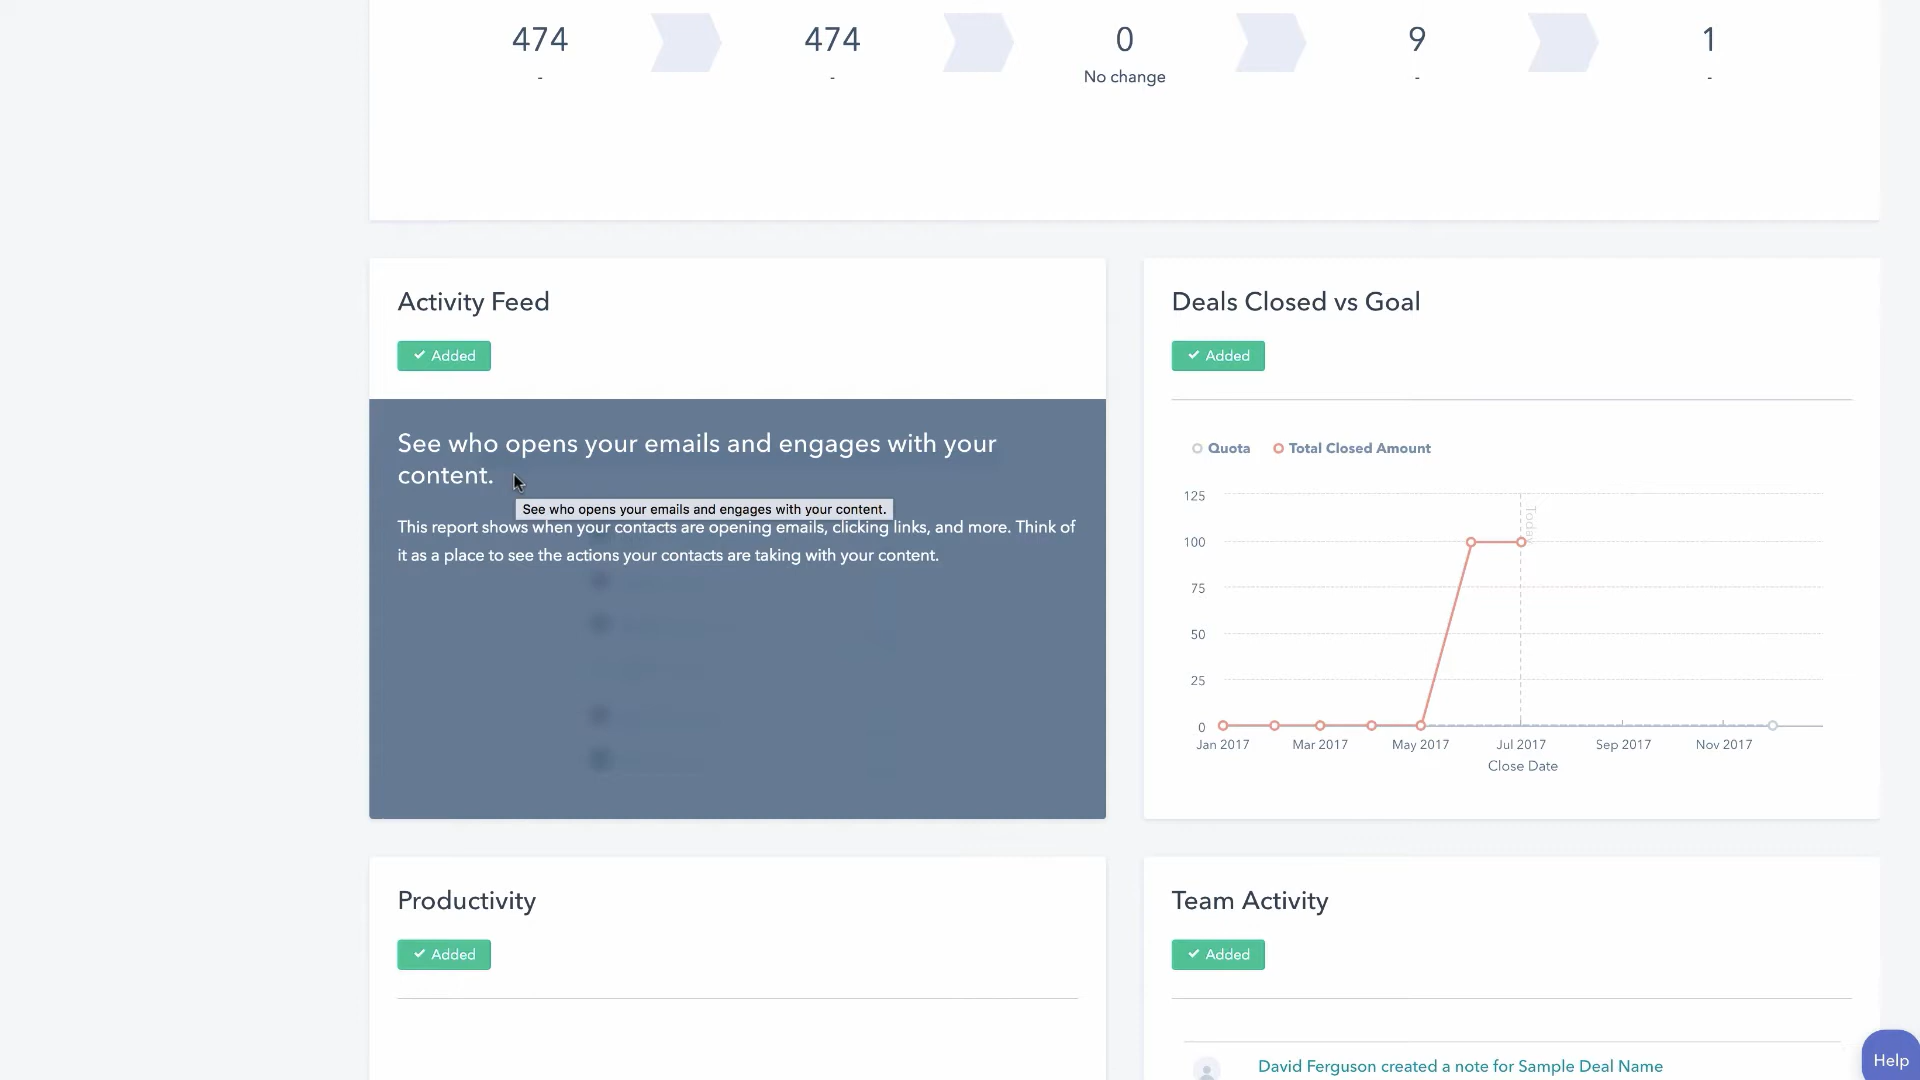 474 474 0 9 1
- - No change - -
Activity Feed
Added
See who opens your emails and engages with your
content.
See who opens your emails and engages with your content.
This report shows when your contacts are opening emails, clicking links, and more. Think of
it as a place to see the actions your contacts are taking with your content.
Deals Closed vs Goal
Added
Quota Total Closed Amount
125
100
75
50
25
0
Today
Jan 2017 Mar 2017 May 2017 Jul 2017 Sep 2017 Nov 2017
Close Date
Productivity
Added
Team Activity
Added
David Ferguson created a note for Sample Deal Name
Help